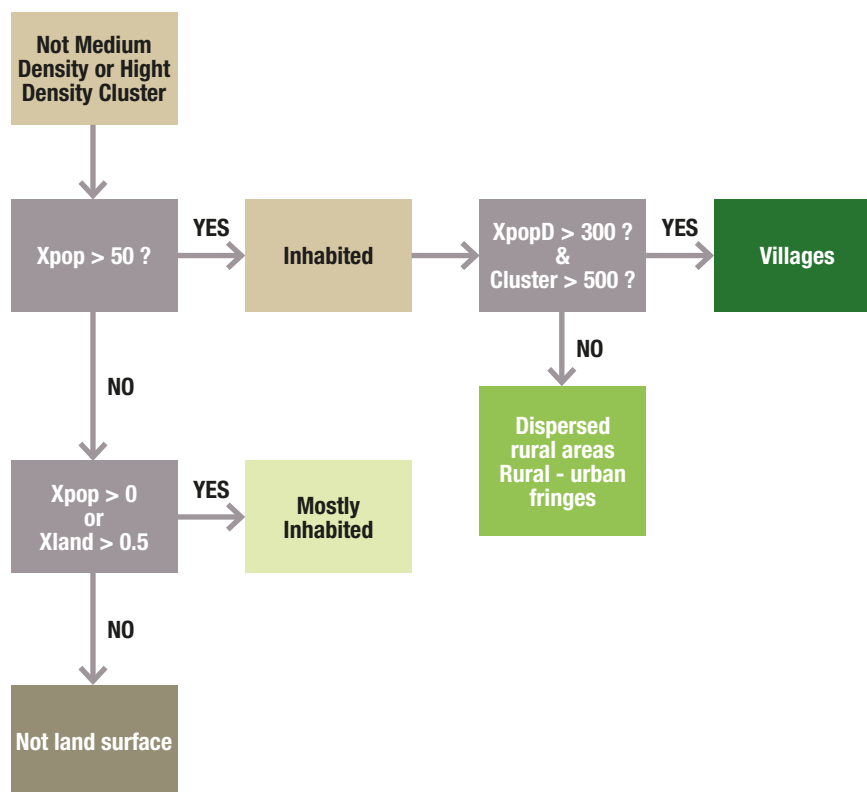 Not Medium
Density or Hight
Density Cluster
Xpop > 50 ?
YES
Inhabited
XpopD > 300 ?
&
Cluster > 500 ?
YES
Villages
NO
NO
Dispersed
rural areas
Rural - urban
fringes
Xpop > 0
or
Xland > 0.5
YES
Mostly
Inhabited
NO
Not land surface